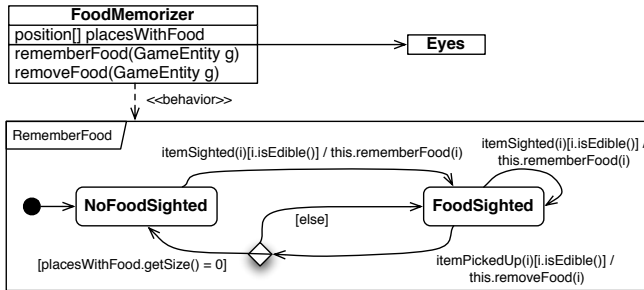 FoodMemorizer
position[] placesWithFood
rememberFood(GameEntity g)
removeFood(GameEntity g)
Eyes
<<behavior>>
RememberFood
itemSighted(i)[i.isEdible()] / this.rememberFood(i)
itemSighted(i)[i.isEdible()] /
this.rememberFood(i)
NoFoodSighted
FoodSighted
[else]
[placesWithFood.getSize() = 0]
itemPickedUp(i)[i.isEdible()] /
this.removeFood(i)